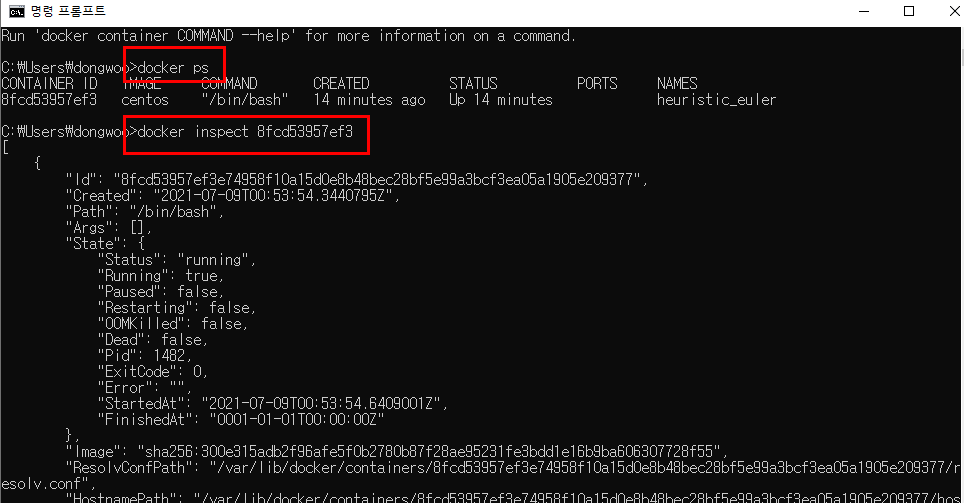 명령 프롬프트
Run 'docker container COMMAND --help' for more information on a command.
C:₩Users₩dongwoo>docker ps
CONTAINER ID   IMAGE     COMMAND       CREATED          STATUS          PORTS     NAMES
8fcd53957ef3   centos    "/bin/bash"   14 minutes ago   Up 14 minutes             heuristic_euler
C:₩Users₩dongwoo>docker inspect 8fcd53957ef3
[
    {
        "Id": "8fcd53957ef3e74958f10a15d0e8b48bec28bf5e99a3bcf3ea05a1905e209377",
        "Created": "2021-07-09T00:53:54.3440795Z",
        "Path": "/bin/bash",
        "Args": [],
        "State": {
            "Status": "running",
            "Running": true,
            "Paused": false,
            "Restarting": false,
            "OOMKilled": false,
            "Dead": false,
            "Pid": 1482,
            "ExitCode": 0,
            "Error": "",
            "StartedAt": "2021-07-09T00:53:54.6409001Z",
            "FinishedAt": "0001-01-01T00:00:00Z"
        },
        "Image": "sha256:300e315adb2f96afe5f0b2780b87f28ae95231fe3bdd1e16b9ba606307728f55",
        "ResolvConfPath": "/var/lib/docker/containers/8fcd53957ef3e74958f10a15d0e8b48bec28bf5e99a3bcf3ea05a1905e209377/r
esolv.conf",
        "HostnamePath": "/var/lib/docker/containers/8fcd53957ef3e74958f10a15d0e8b48bec28bf5e99a3bcf3ea05a1905e209377/hos